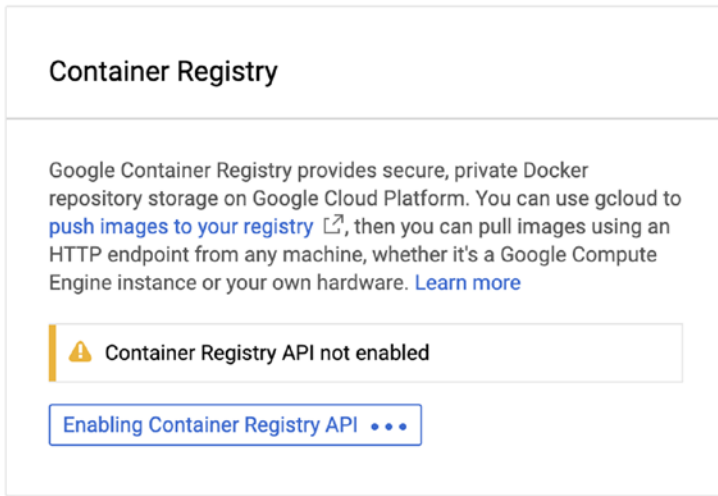 Container Registry
Google Container Registry provides secure, private Docker
repository storage on Google Cloud Platform. You can use gcloud to
push images to your registry, then you can pull images using an
HTTP endpoint from any machine, whether it's a Google Compute
Engine instance or your own hardware. Learn more
Container Registry API not enabled
Enabling Container Registry API •••